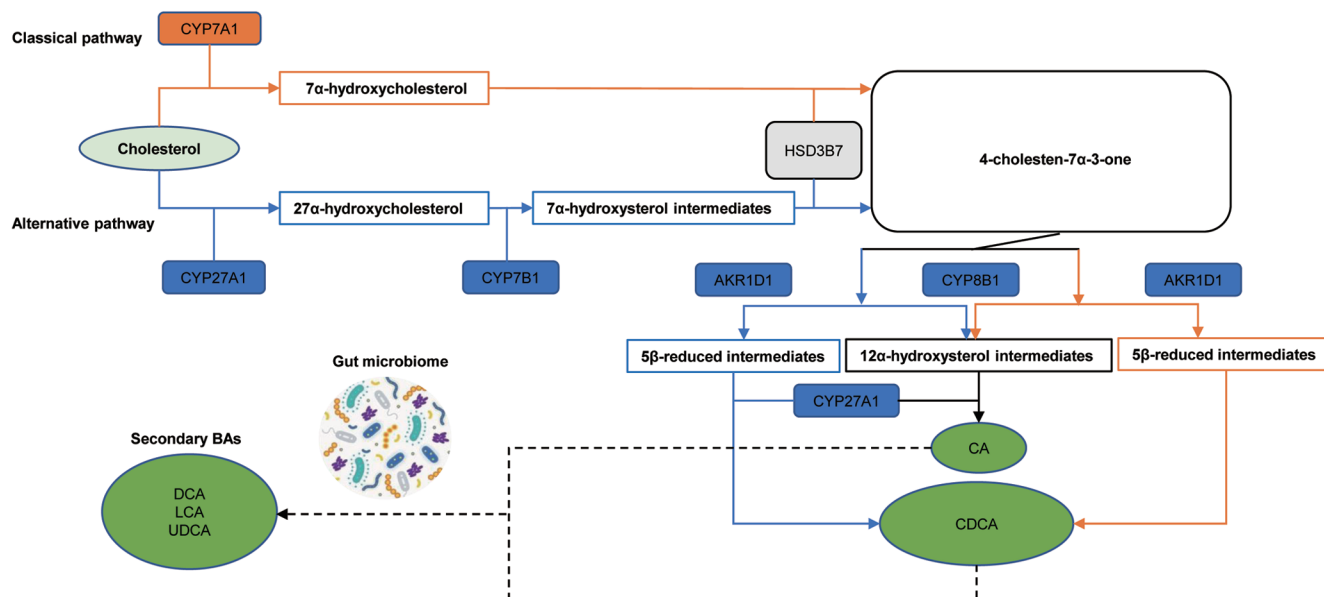 CYP7A1
Classical pathway
7α-hydroxycholesterol
HSD3B7
4-cholesten-7α-3-one
Cholesterol
27α-hydroxycholesterol
7α-hydroxysterol intermediates
Alternative pathway
CYP27A1
CYP7B1
AKR1D1
CYP8B1
AKR1D1
5β-reduced intermediates
12α-hydroxysterol intermediates
5β-reduced intermediates
Gut microbiome
CYP27A1
Secondary BAs
CA
DCA
LCA
UDCA
CDCA